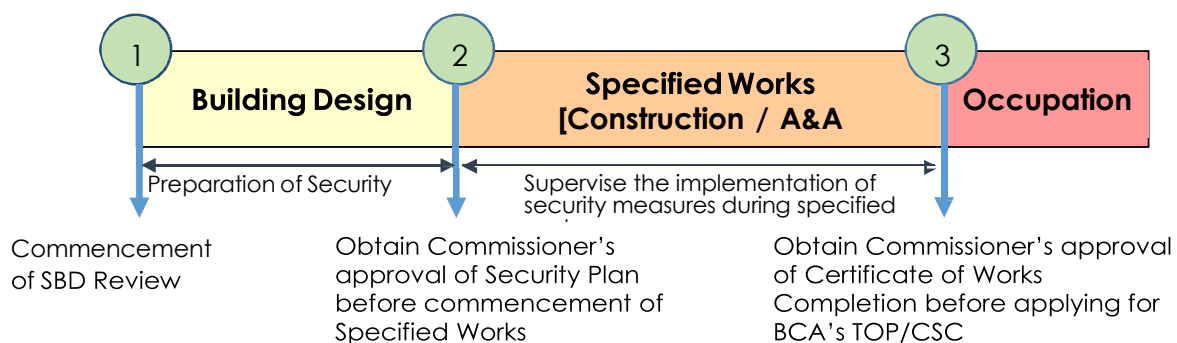 1
2
3
Building Design
Specified Works
[Construction / A&A
Occupation
Preparation of Security
Supervise the implementation of
security measures during specified
Commencement
of SBD Review
Obtain Commissioner's
approval of Security Plan
before commencement of
Specified Works
Obtain Commissioner's approval
of Certificate of Works
Completion before applying for
BCA's TOP/CSC